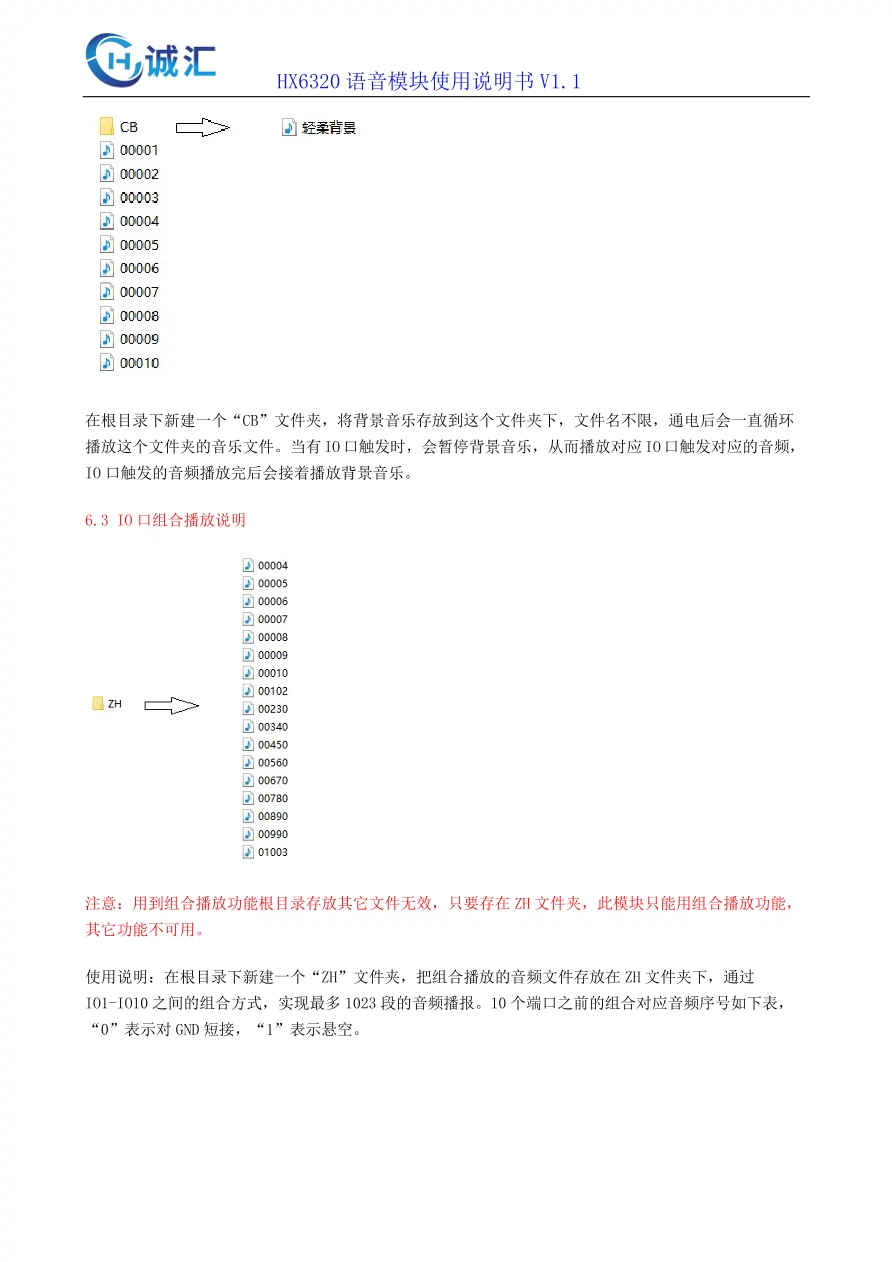 诚汇
HX6320 语音模块使用说明书 V1.1
CB
轻柔背景
00001
00002
00003
00004
00005
00006
00007
00008
00009
00010
在根目录下新建一个“CB”文件夹，将背景音乐存放到这个文件夹下，文件名不限，通电后会一直循环
播放这个文件夹的音乐文件。当有 IO 口触发时，会暂停背景音乐，从而播放对应 IO 口触发对应的音频，
IO 口触发的音频播放完后会接着播放背景音乐。
6.3 IO 口组合播放说明
ZH
00004
00005
00006
00007
00008
00009
00010
00102
00230
00340
00450
00560
00670
00780
00890
00990
01003
注意：用到组合播放功能根目录存放其它文件无效，只要存在 ZH 文件夹，此模块只能用组合播放功能，
其它功能不可用。
使用说明：在根目录下新建一个“ZH”文件夹，把组合播放的音频文件存放在 ZH 文件夹下，通过
IO1-IO10 之间的组合方式，实现最多 1023 段的音频播报。10 个端口之前的组合对应音频序号如下表，
“0”表示对 GND 短接，“1”表示悬空。